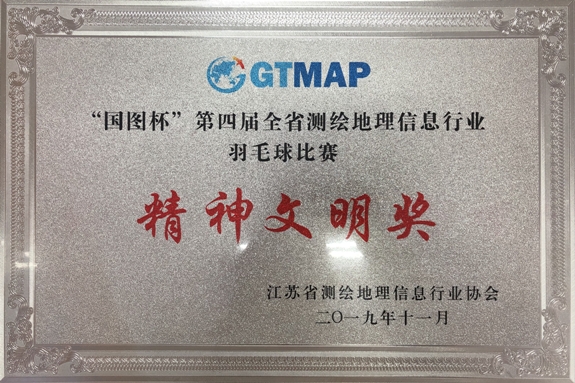 GTMAP
“国图杯”第四届全省测绘地理信息行业
羽毛球比赛
精神文明奖
江苏省测绘地理信息行业协会
二〇一九年十一月